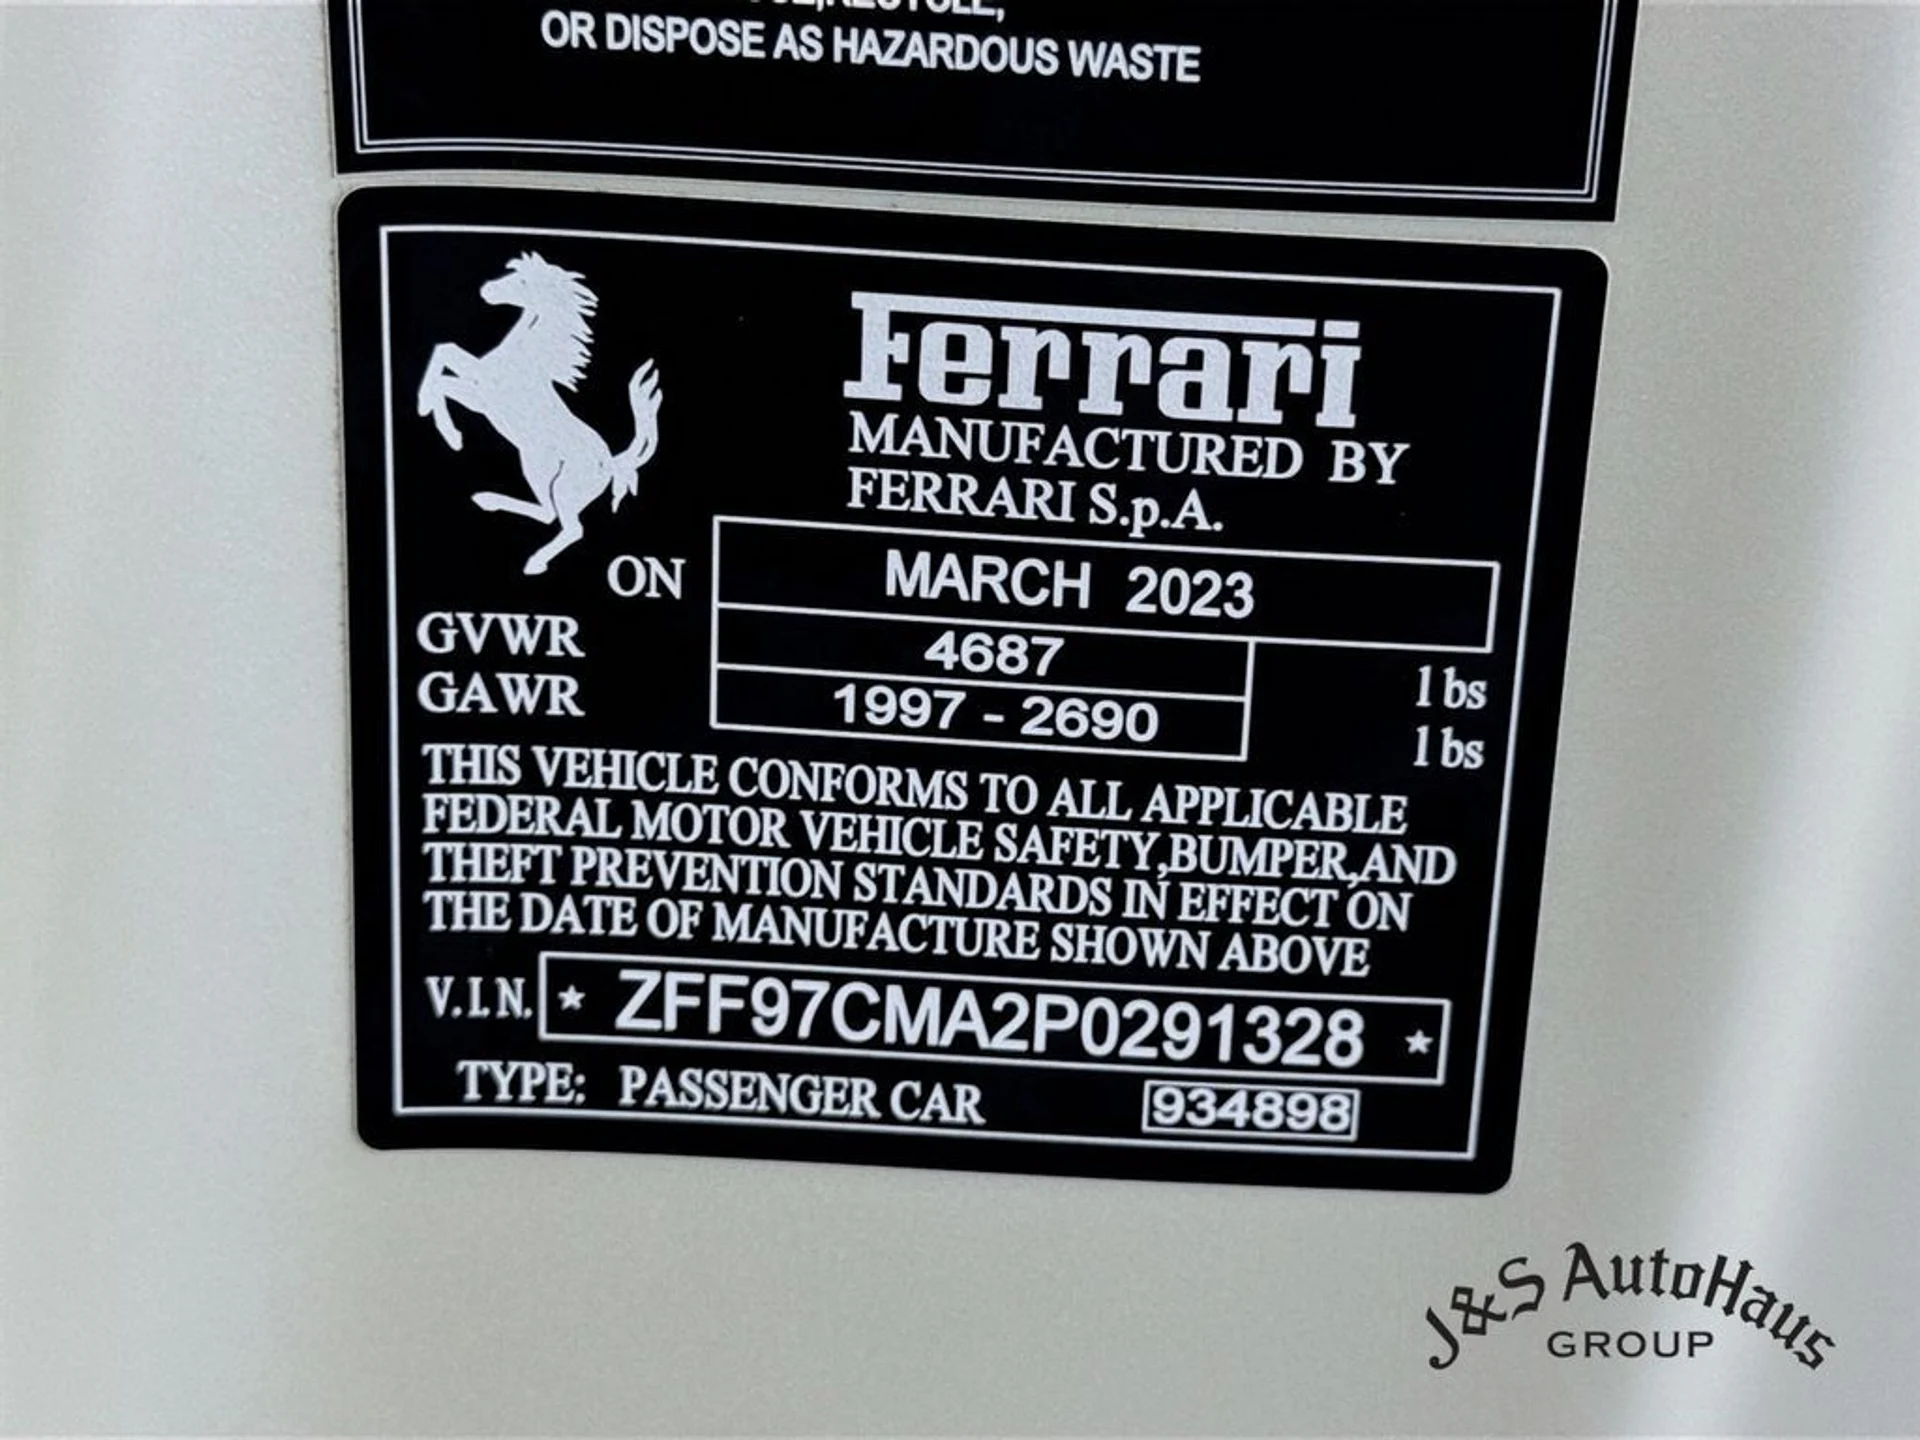 OR DISPOSE AS HAZARDOUS WASTE
Ferrari
MANUFACTURED BY
FERRARI S.p.A.
ON MARCH 2023
GVWR 4687 lbs
GAWR 1997 - 2690 lbs
THIS VEHICLE CONFORMS TO ALL APPLICABLE
FEDERAL MOTOR VEHICLE SAFETY,BUMPER,AND
THEFT PREVENTION STANDARDS IN EFFECT ON
THE DATE OF MANUFACTURE SHOWN ABOVE
V.I.N. ★ ZFF97CMA2P0291328 ★
TYPE: PASSENGER CAR 934898
J&S AutoHaus
GROUP